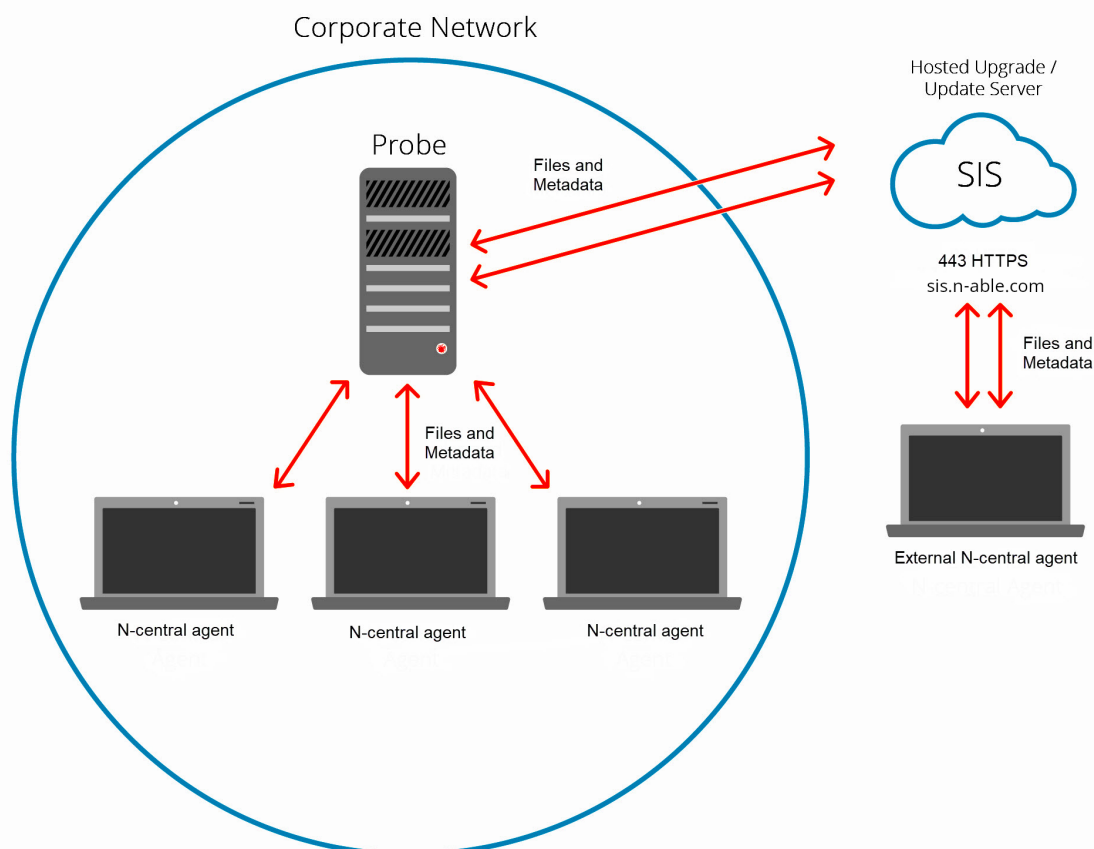 Corporate Network
Hosted Upgrade /
Update Server
Probe
Files and
Metadata
SIS
443 HTTPS
sis.n-able.com
Files and
Metadata
Files and
Metadata
External N-central agent
N-central agent
N-central agent
N-central agent